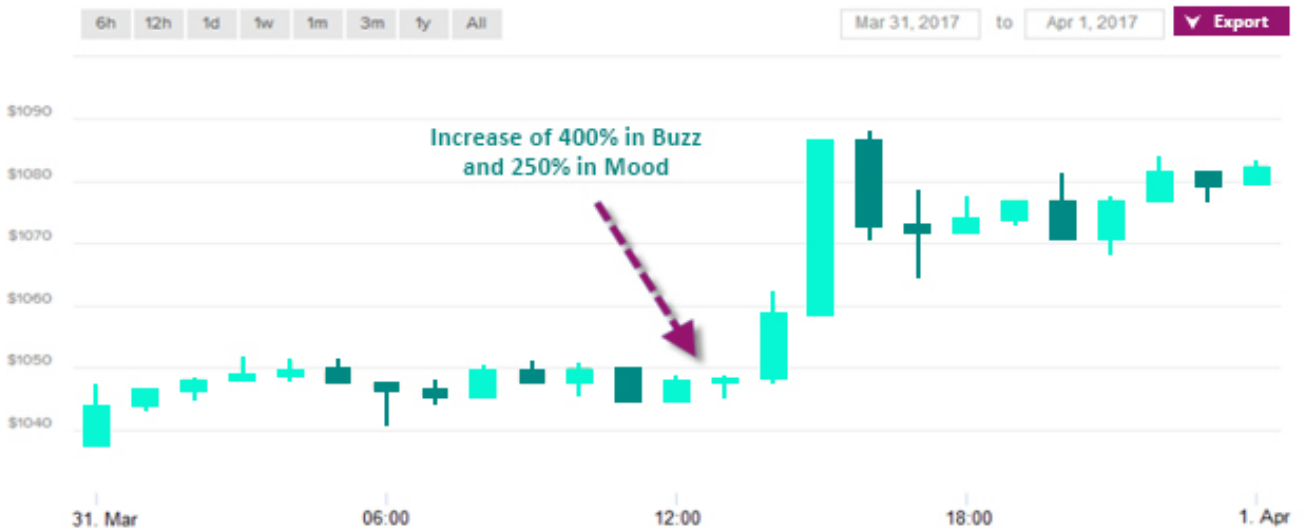 6h 12h 1d 1w 1m 3m 1y All Mar 31, 2017 to Apr 1, 2017 Export
$1090
Increase of 400% in Buzz
and 250% in Mood
$1080
$1070
$1060
$1050
$1040
31. Mar 06:00 12:00 18:00 1. Apr